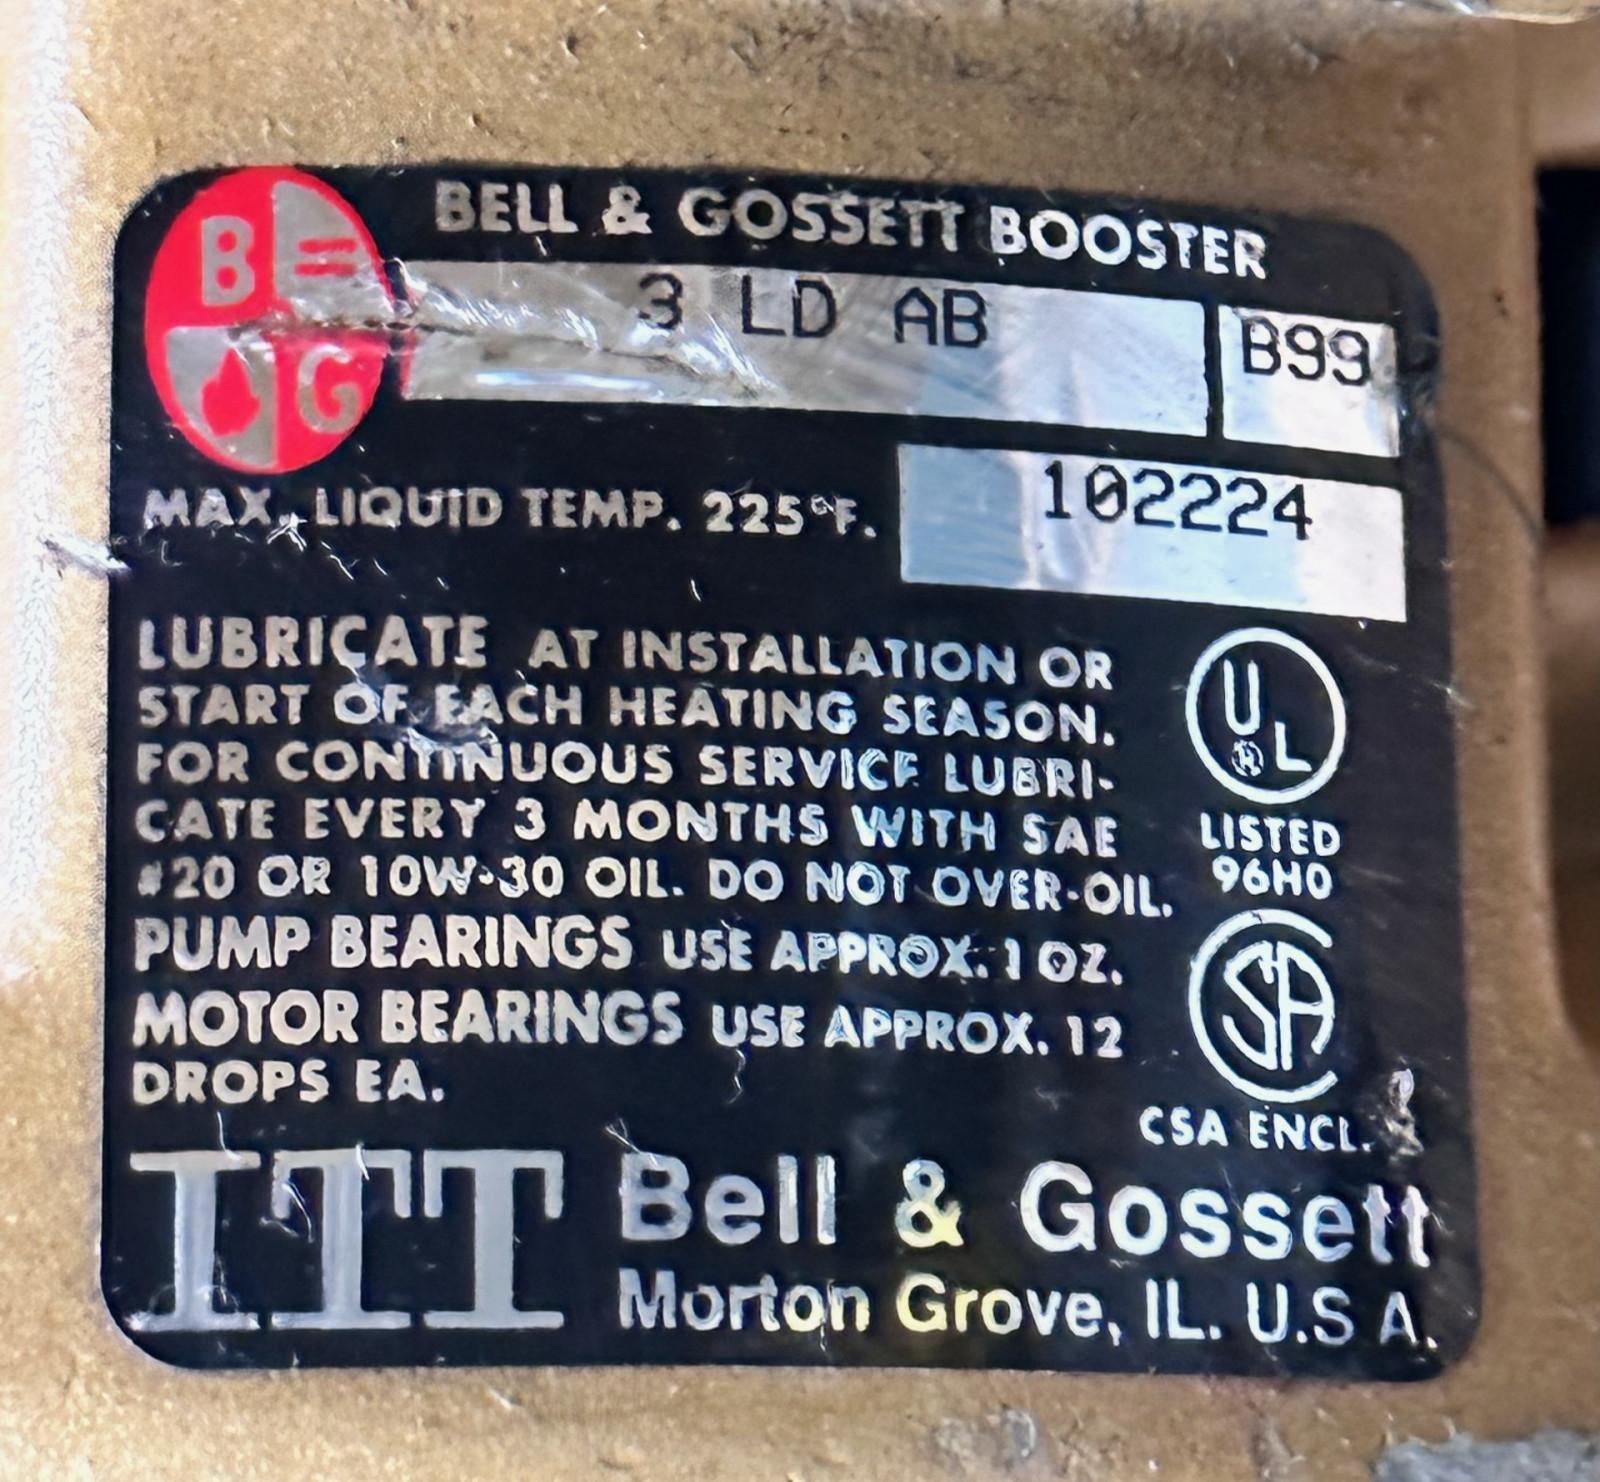 BELL & GOSSETT BOOSTER
B
G
3 LD AB
B99
MAX. LIQUID TEMP. 225°F.
102224
LUBRICATE AT INSTALLATION OR
START OF EACH HEATING SEASON.
FOR CONTINUOUS SERVICE LUBRI-
CATE EVERY 3 MONTHS WITH SAE
#20 OR 10W-30 OIL. DO NOT OVER-OIL.
PUMP BEARINGS USE APPROX. 1 OZ.
MOTOR BEARINGS USE APPROX. 12
DROPS EA.
UL
®
LISTED
96H0
CSA
CSA ENCL.
ITT Bell & Gossett
Morton Grove, IL. U.S.A.